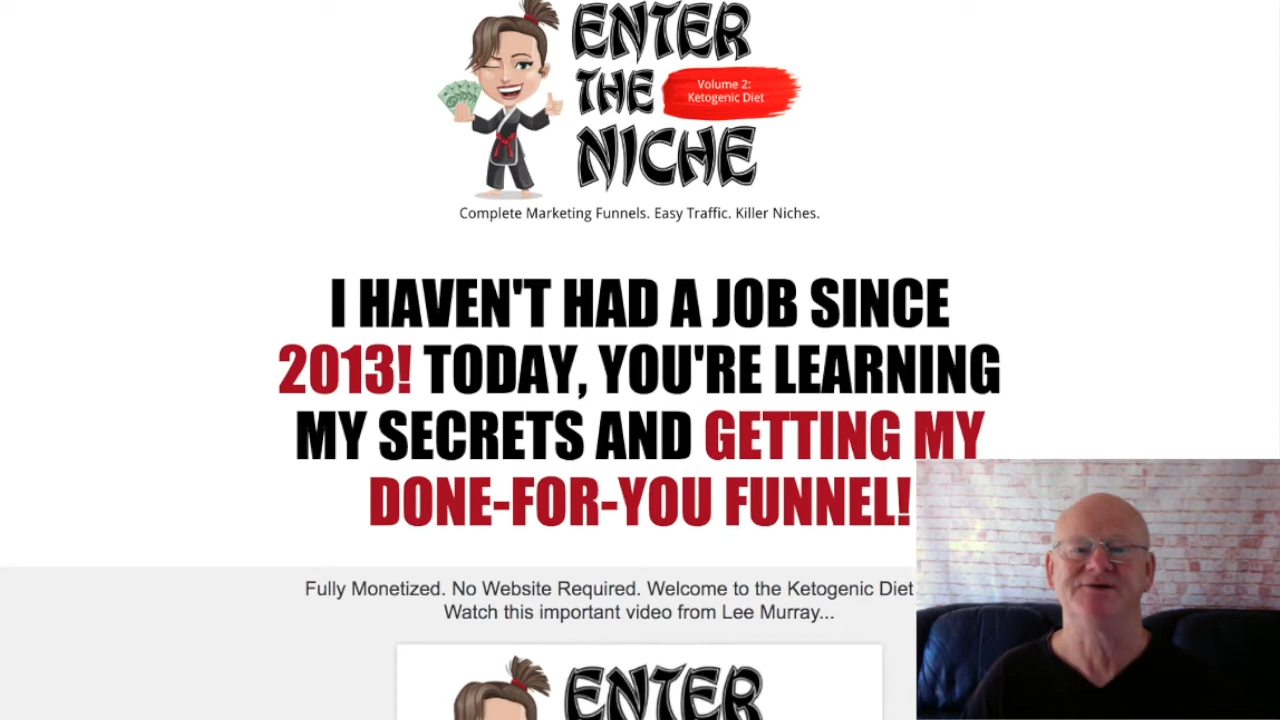 ENTER
THE
NICHE
Volume 2:
Ketogenic Diet
Complete Marketing Funnels. Easy Traffic. Killer Niches.
I HAVEN'T HAD A JOB SINCE
2013! TODAY, YOU'RE LEARNING
MY SECRETS AND GETTING MY
DONE-FOR-YOU FUNNEL!
Fully Monetized. No Website Required. Welcome to the Ketogenic Diet
Watch this important video from Lee Murray...
ENTER